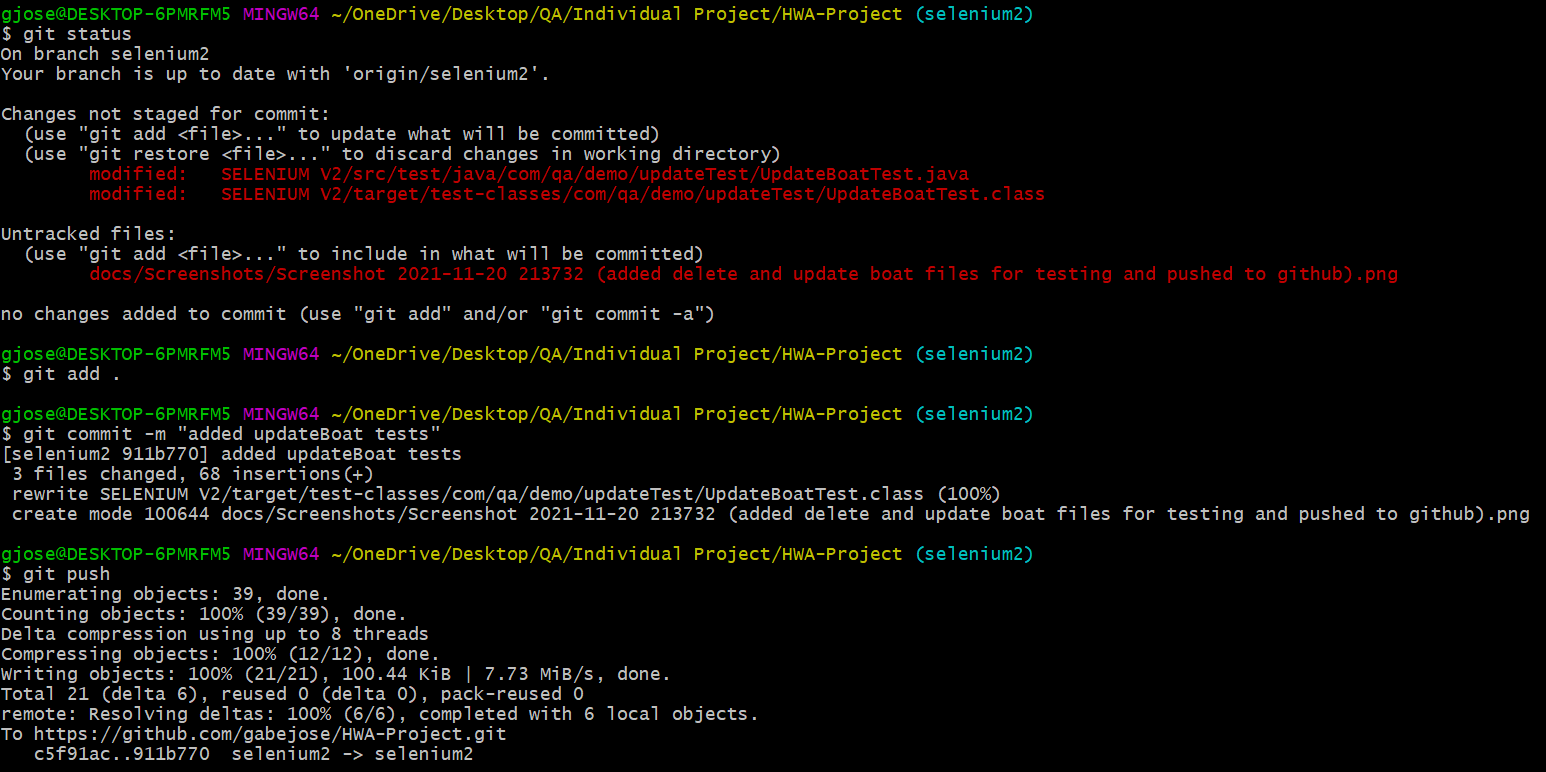 gjose@DESKTOP-6PMRFM5 MINGW64 ~/OneDrive/Desktop/QA/Individual Project/HWA-Project (selenium2)
$ git status
On branch selenium2
Your branch is up to date with 'origin/selenium2'.
Changes not staged for commit:
  (use "git add <file>..." to update what will be committed)
  (use "git restore <file>..." to discard changes in working directory)
        modified:   SELENIUM V2/src/test/java/com/qa/demo/updateTest/UpdateBoatTest.java
        modified:   SELENIUM V2/target/test-classes/com/qa/demo/updateTest/UpdateBoatTest.class
Untracked files:
  (use "git add <file>..." to include in what will be committed)
        docs/Screenshots/Screenshot 2021-11-20 213732 (added delete and update boat files for testing and pushed to github).png
no changes added to commit (use "git add" and/or "git commit -a")
gjose@DESKTOP-6PMRFM5 MINGW64 ~/OneDrive/Desktop/QA/Individual Project/HWA-Project (selenium2)
$ git add .
gjose@DESKTOP-6PMRFM5 MINGW64 ~/OneDrive/Desktop/QA/Individual Project/HWA-Project (selenium2)
$ git commit -m "added updateBoat tests"
[selenium2 911b770] added updateBoat tests
 3 files changed, 68 insertions(+)
 rewrite SELENIUM V2/target/test-classes/com/qa/demo/updateTest/UpdateBoatTest.class (100%)
 create mode 100644 docs/Screenshots/Screenshot 2021-11-20 213732 (added delete and update boat files for testing and pushed to github).png
gjose@DESKTOP-6PMRFM5 MINGW64 ~/OneDrive/Desktop/QA/Individual Project/HWA-Project (selenium2)
$ git push
Enumerating objects: 39, done.
Counting objects: 100% (39/39), done.
Delta compression using up to 8 threads
Compressing objects: 100% (12/12), done.
Writing objects: 100% (21/21), 100.44 KiB | 7.73 MiB/s, done.
Total 21 (delta 6), reused 0 (delta 0), pack-reused 0
remote: Resolving deltas: 100% (6/6), completed with 6 local objects.
To https://github.com/gabejose/HWA-Project.git
   c5f91ac..911b770  selenium2 -> selenium2